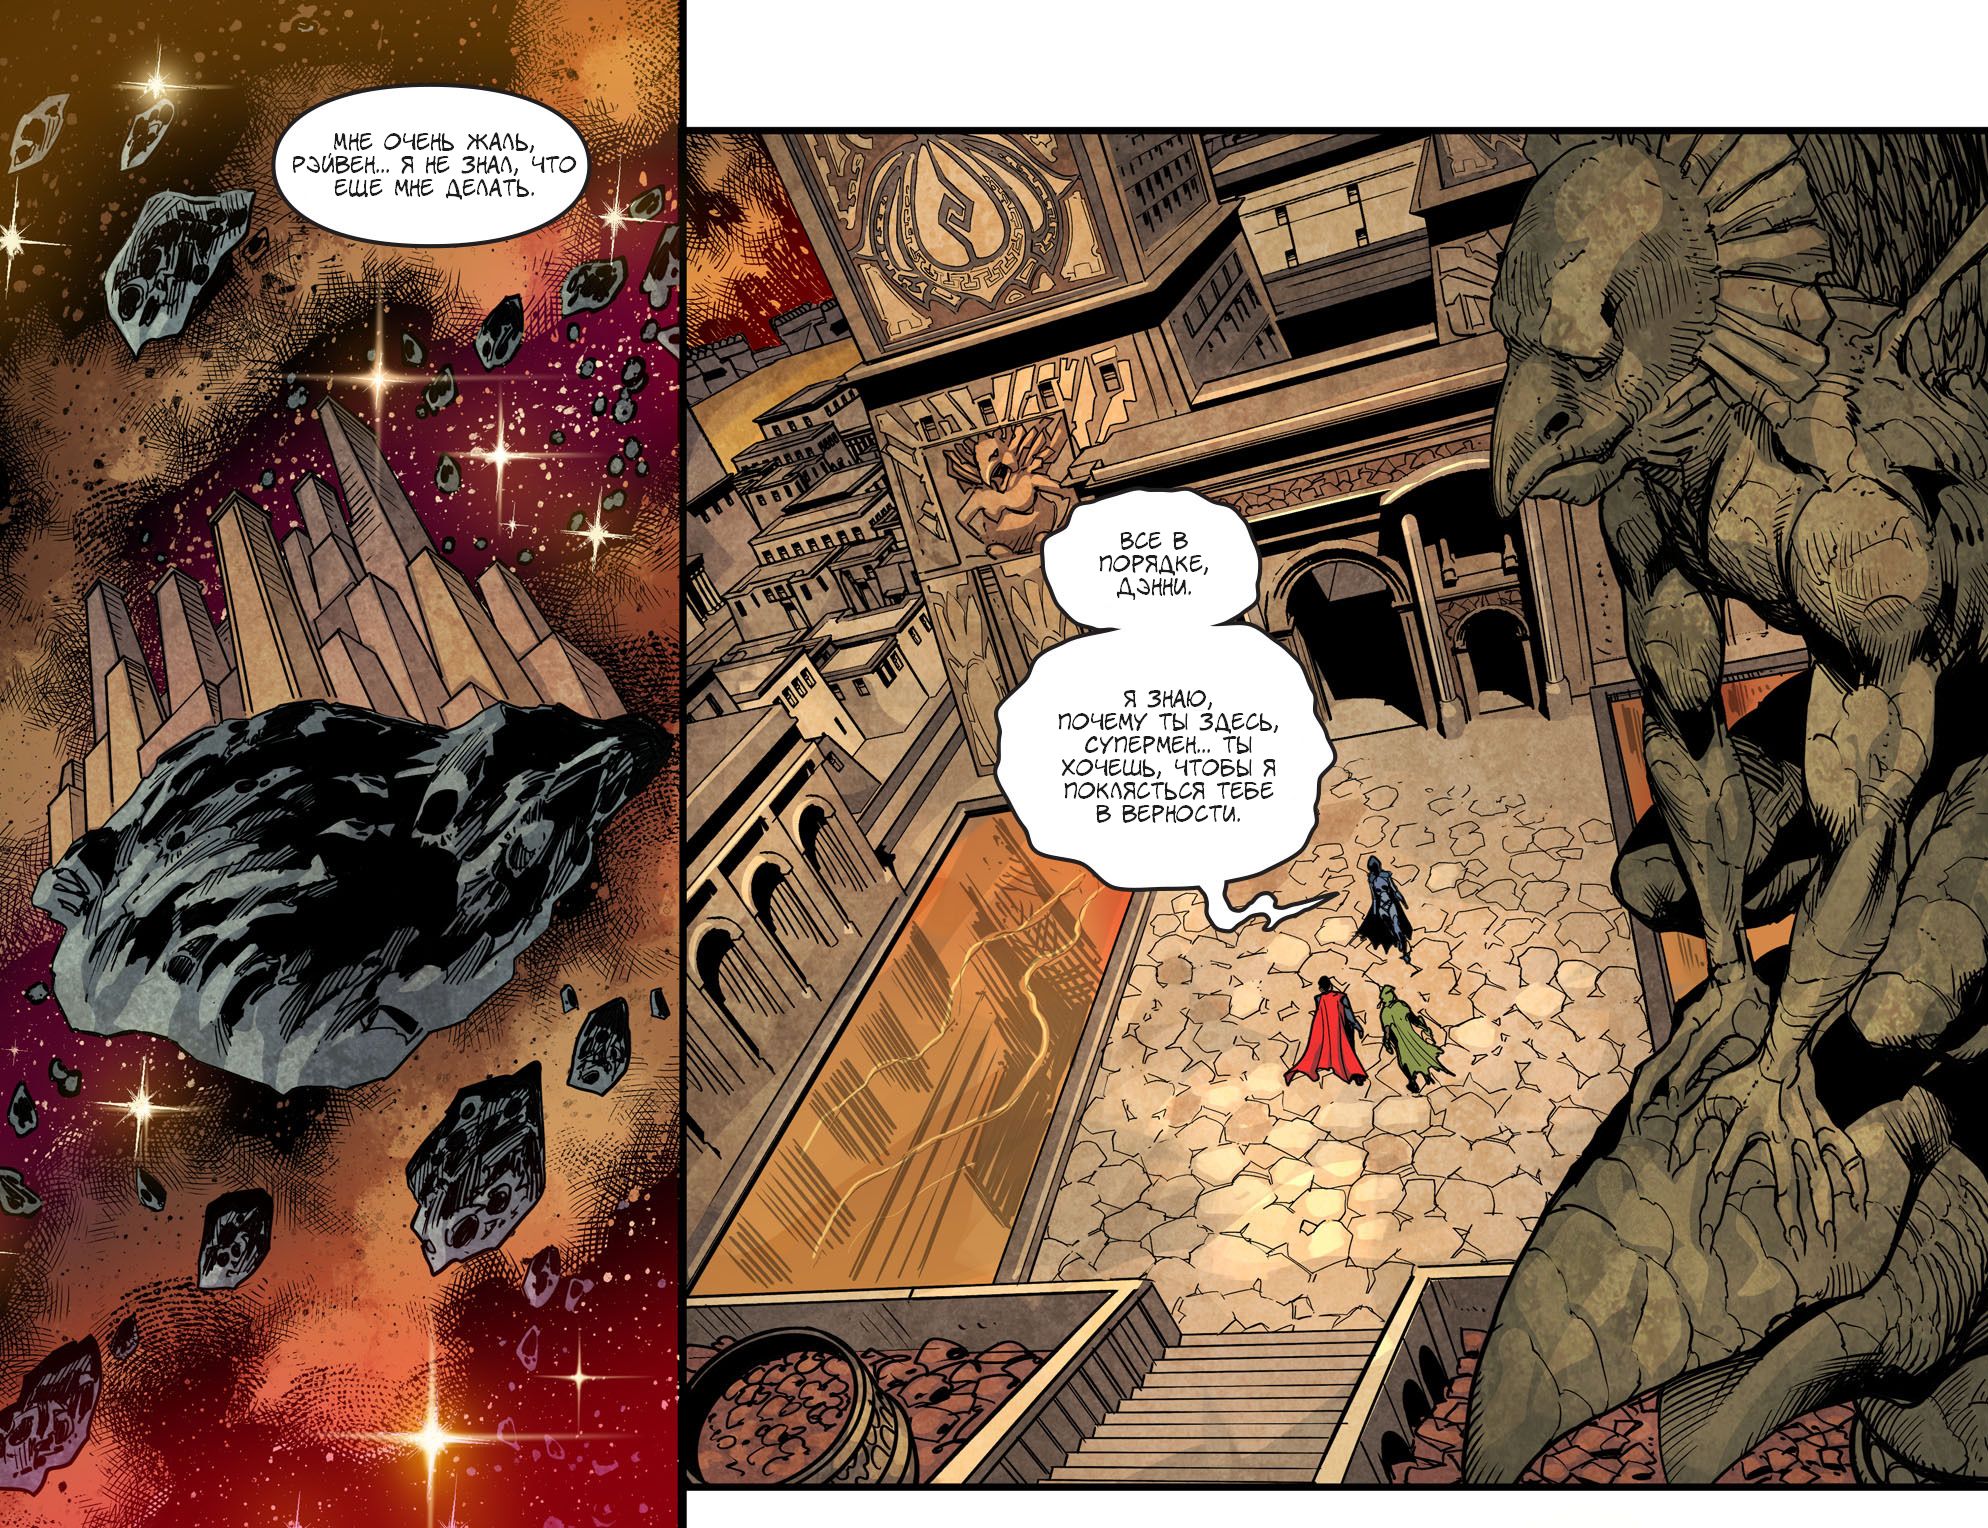 МНЕ ОЧЕНЬ ЖАЛЬ,
РЭЙВЕН... Я НЕ ЗНАЛ, ЧТО
ЕЩЕ МНЕ ДЕЛАТЬ.
ВСЕ В
ПОРЯДКЕ,
ДЭННИ.
Я ЗНАЮ,
ПОЧЕМУ ТЫ ЗДЕСЬ,
СУПЕРМЕН... ТЫ
ХОЧЕШЬ, ЧТОБЫ Я
ПОКЛЯСТЬСЯ ТЕБЕ
В ВЕРНОСТИ.